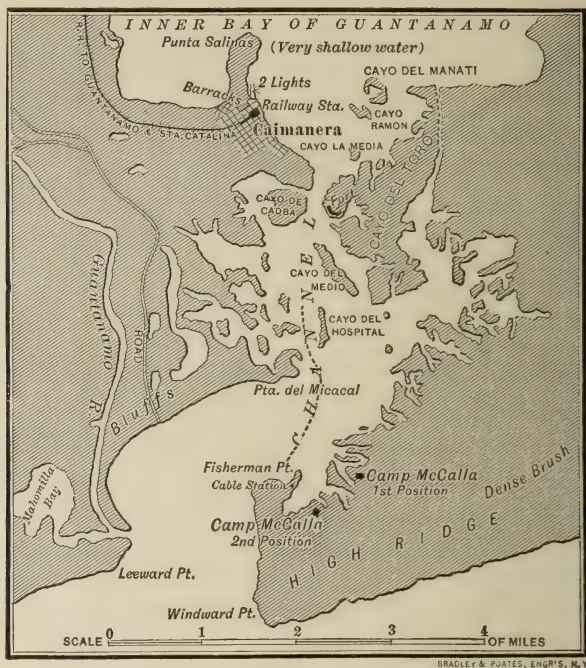 INNER BAY OF GUANTANAMO
Punta Salinas
(Very shallow water)
CAYO DEL MANATI
R.R. TO GUANTANAMO & STA. CATALINA
2 Lights
Barracks
Railway Sta.
Caimanera
CAYO
RAMON
CAYO LA MEDIA
CAYO DEL TORO
CAYO DE
CADBA
Fort
CHANNEL
CAYO DEL
MEDIO
CAYO DEL
HOSPITAL
Guantanamo R.
ROAD
Bluffs
Pta. del Micacal
Fisherman Pt.
Cable Station
Camp McCalla
1st Position
Dense Brush
Camp McCalla
2nd Position
HIGH RIDGE
Mahomilla
Bay
Leeward Pt.
Windward Pt.
SCALE 0 1 2 3 4 OF MILES
BRADLEY & POATES, ENGR'S, N.Y.